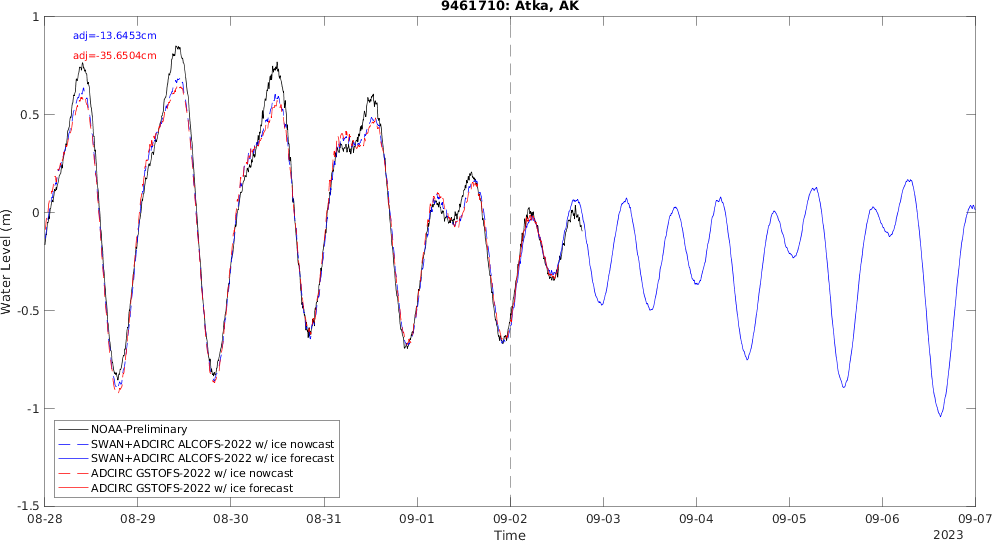 9461710: Atka, AK
adj=-13.6453cm
adj=-35.6504cm
1
0.5
0
-0.5
-1
-1.5
Water Level (m)
NOAA-Preliminary
SWAN+ADCIRC ALCOFS-2022 w/ ice nowcast
SWAN+ADCIRC ALCOFS-2022 w/ ice forecast
ADCIRC GSTOFS-2022 w/ ice nowcast
ADCIRC GSTOFS-2022 w/ ice forecast
08-28 08-29 08-30 08-31 09-01 09-02 09-03 09-04 09-05 09-06 09-07
Time
2023